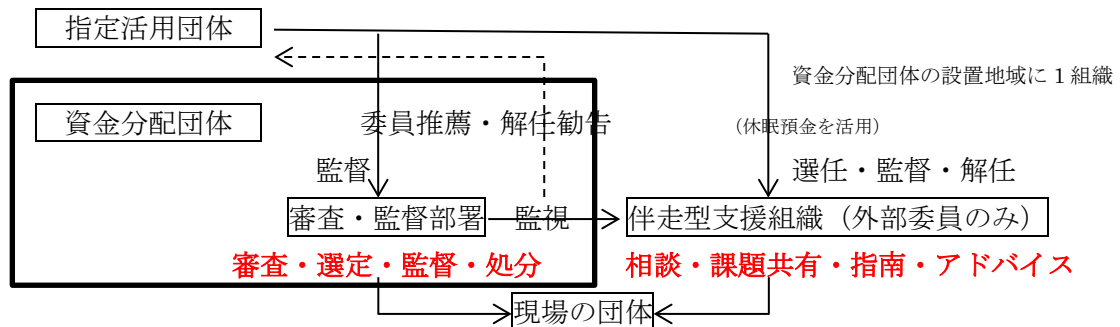 指定活用団体
資金分配団体の設置地域に 1 組織
資金分配団体
委員推薦・解任勧告
（休眠預金を活用）
監督
選任・監督・解任
審査・監督部署
監視
伴走型支援組織（外部委員のみ）
審査・選定・監督・処分
相談・課題共有・指南・アドバイス
現場の団体